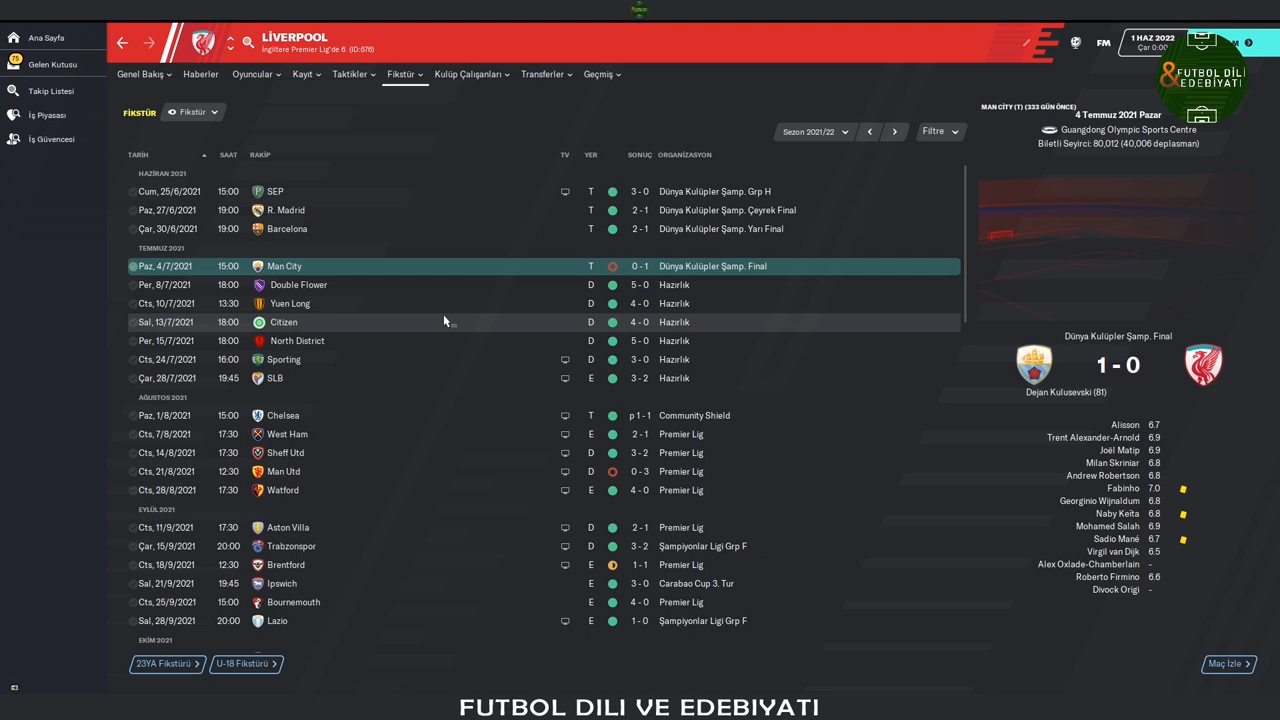 Ana Sayfa
75
Gelen Kutusu
Takip Listesi
İş Piyasası
İş Güvencesi
LİVERPOOL
İngiltere Premier Lig'de 6. (ID:676)
FM
1 HAZ 2022
Çar 0:00
M
& FUTBOL DİLİ
EDEBİYATI
Genel Bakış Haberler Oyuncular Kayıt Taktikler Fikstür Kulüp Çalışanları Transferler Geçmiş
FİKSTÜR Fikstür
Sezon 2021/22 Filtre
TARİH SAAT RAKİP TV YER SONUÇ ORGANİZASYON
HAZİRAN 2021
Cum, 25/6/2021 15:00 SEP T 3 - 0 Dünya Kulüpler Şamp. Grp H
Paz, 27/6/2021 19:00 R. Madrid T 2 - 1 Dünya Kulüpler Şamp. Çeyrek Final
Çar, 30/6/2021 19:00 Barcelona T 2 - 1 Dünya Kulüpler Şamp. Yarı Final
TEMMUZ 2021
Paz, 4/7/2021 15:00 Man City T 0 - 1 Dünya Kulüpler Şamp. Final
Per, 8/7/2021 18:00 Double Flower D 5 - 0 Hazırlık
Cts, 10/7/2021 13:30 Yuen Long D 4 - 0 Hazırlık
Sal, 13/7/2021 18:00 Citizen D 4 - 0 Hazırlık
Per, 15/7/2021 18:00 North District D 5 - 0 Hazırlık
Cts, 24/7/2021 16:00 Sporting D 3 - 0 Hazırlık
Çar, 28/7/2021 19:45 SLB E 3 - 2 Hazırlık
AĞUSTOS 2021
Paz, 1/8/2021 15:00 Chelsea T p 1 - 1 Community Shield
Cts, 7/8/2021 17:30 West Ham E 2 - 1 Premier Lig
Cts, 14/8/2021 17:30 Sheff Utd D 3 - 2 Premier Lig
Cts, 21/8/2021 12:30 Man Utd D 0 - 3 Premier Lig
Cts, 28/8/2021 17:30 Watford E 4 - 0 Premier Lig
EYLÜL 2021
Cts, 11/9/2021 17:30 Aston Villa D 2 - 1 Premier Lig
Çar, 15/9/2021 20:00 Trabzonspor D 3 - 2 Şampiyonlar Ligi Grp F
Cts, 18/9/2021 12:30 Brentford E 1 - 1 Premier Lig
Sal, 21/9/2021 19:45 Ipswich E 3 - 0 Carabao Cup 3. Tur
Cts, 25/9/2021 15:00 Bournemouth E 4 - 0 Premier Lig
Sal, 28/9/2021 20:00 Lazio E 1 - 0 Şampiyonlar Ligi Grp F
EKİM 2021
23YA Fikstürü U-18 Fikstürü
MAN CİTY (T) (333 GÜN ÖNCE)
4 Temmuz 2021 Pazar
Guangdong Olympic Sports Centre
Biletli Seyirci: 80,012 (40,006 deplasman)
Dünya Kulüpler Şamp. Final
1 - 0
Dejan Kulusevski (81)
Alisson 6.7
Trent Alexander-Arnold 6.9
Joël Matip 6.9
Milan Skriniar 6.8
Andrew Robertson 6.8
Fabinho 7.0
Georginio Wijnaldum 6.8
Naby Keïta 6.8
Mohamed Salah 6.9
Sadio Mané 6.7
Virgil van Dijk 6.5
Alex Oxlade-Chamberlain -
Roberto Firmino 6.6
Divock Origi -
Maç İzle
FUTBOL DILI VE EDEBIYATI